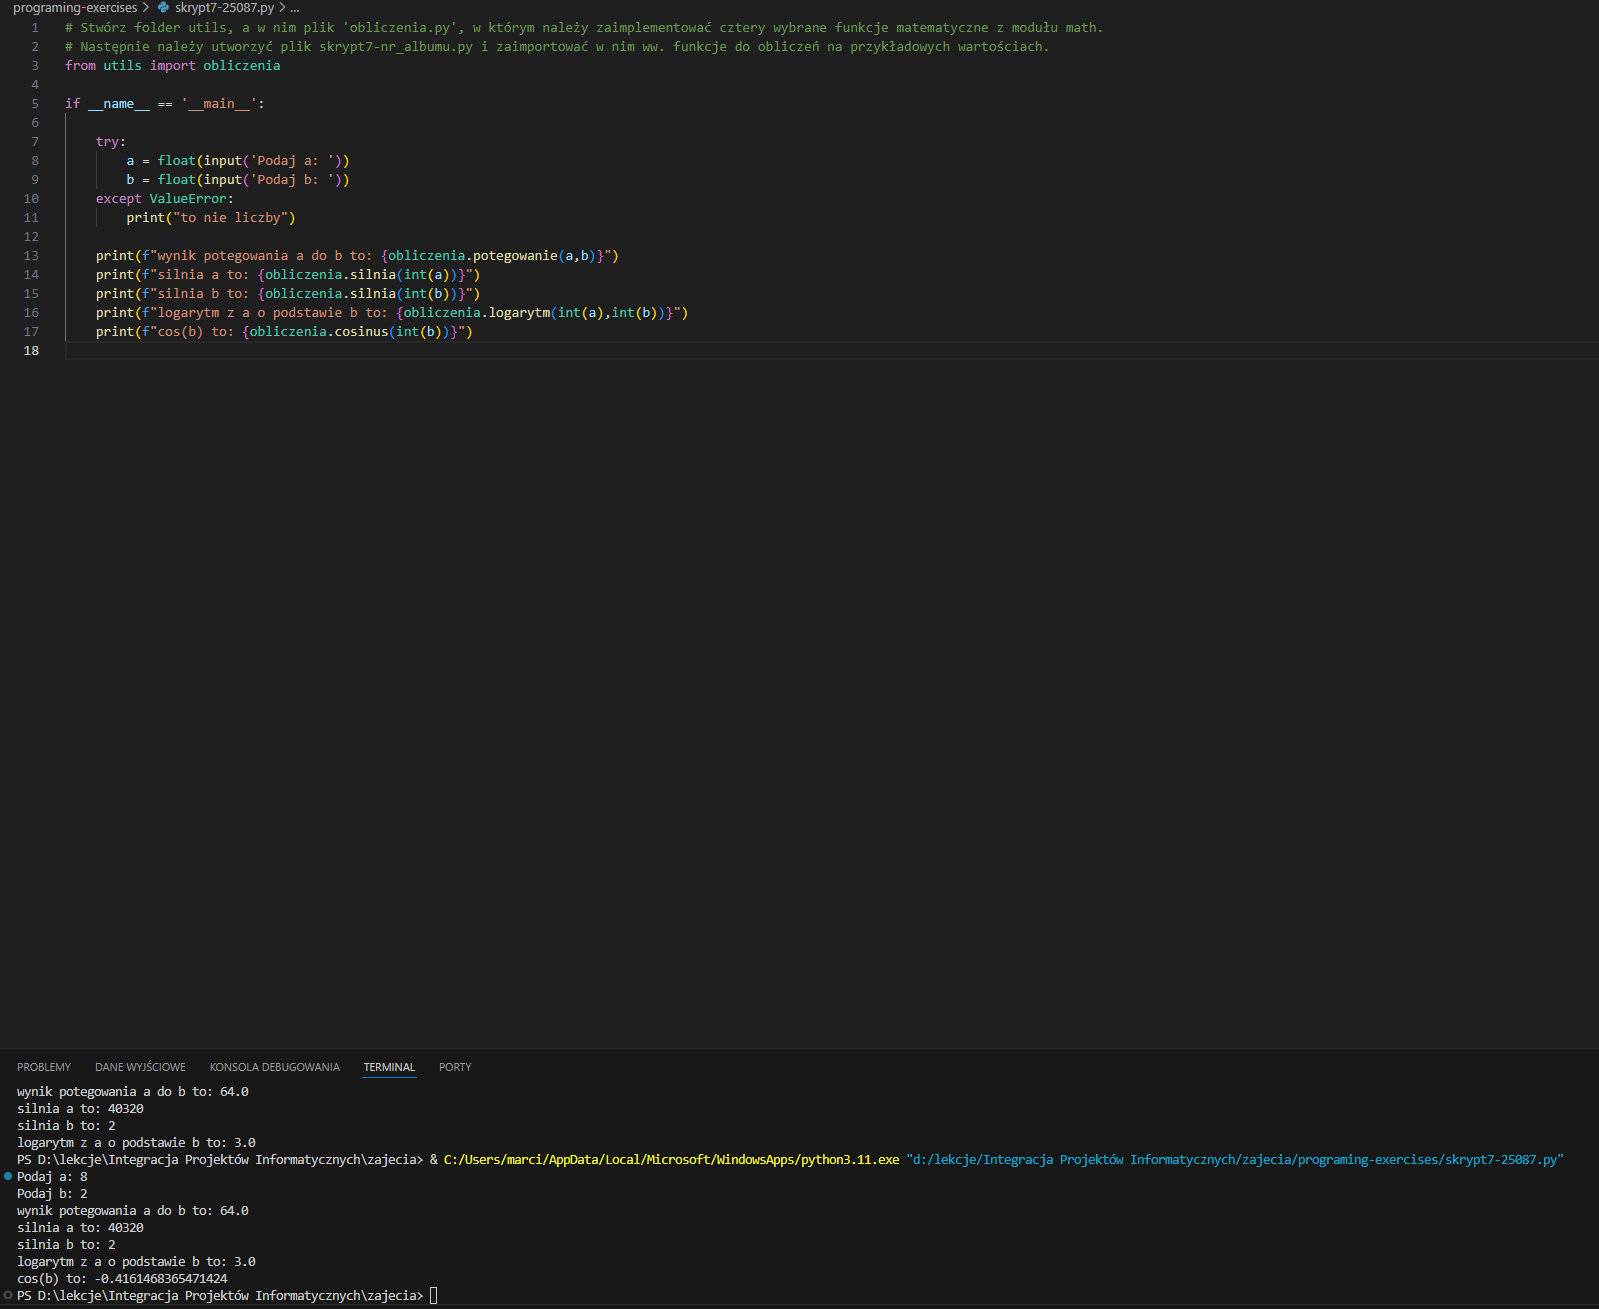 programing-exercises > skrypt7-25087.py > ...
1 # Stwórz folder utils, a w nim plik 'obliczenia.py', w którym należy zaimplementować cztery wybrane funkcje matematyczne z modułu math.
2 # Następnie należy utworzyć plik skrypt7-nr_albumu.py i zaimportować w nim ww. funkcje do obliczeń na przykładowych wartościach.
3 from utils import obliczenia
4
5 if __name__ == '__main__':
6
7 try:
8 a = float(input('Podaj a: '))
9 b = float(input('Podaj b: '))
10 except ValueError:
11 print("to nie liczby")
12
13 print(f"wynik potegowania a do b to: {obliczenia.potegowanie(a,b)}")
14 print(f"silnia a to: {obliczenia.silnia(int(a))}")
15 print(f"silnia b to: {obliczenia.silnia(int(b))}")
16 print(f"logarytm z a o podstawie b to: {obliczenia.logarytm(int(a),int(b))}")
17 print(f"cos(b) to: {obliczenia.cosinus(int(b))}")
18
PROBLEMY DANE WYJŚCIOWE KONSOLA DEBUGOWANIA TERMINAL PORTY
wynik potegowania a do b to: 64.0
silnia a to: 40320
silnia b to: 2
logarytm z a o podstawie b to: 3.0
PS D:\lekcje\Integracja Projektów Informatycznych\zajecia> & C:/Users/marci/AppData/Local/Microsoft/WindowsApps/python3.11.exe "d:/lekcje/Integracja Projektów Informatycznych/zajecia/programing-exercises/skrypt7-25087.py"
Podaj a: 8
Podaj b: 2
wynik potegowania a do b to: 64.0
silnia a to: 40320
silnia b to: 2
logarytm z a o podstawie b to: 3.0
cos(b) to: -0.4161468365471424
PS D:\lekcje\Integracja Projektów Informatycznych\zajecia>